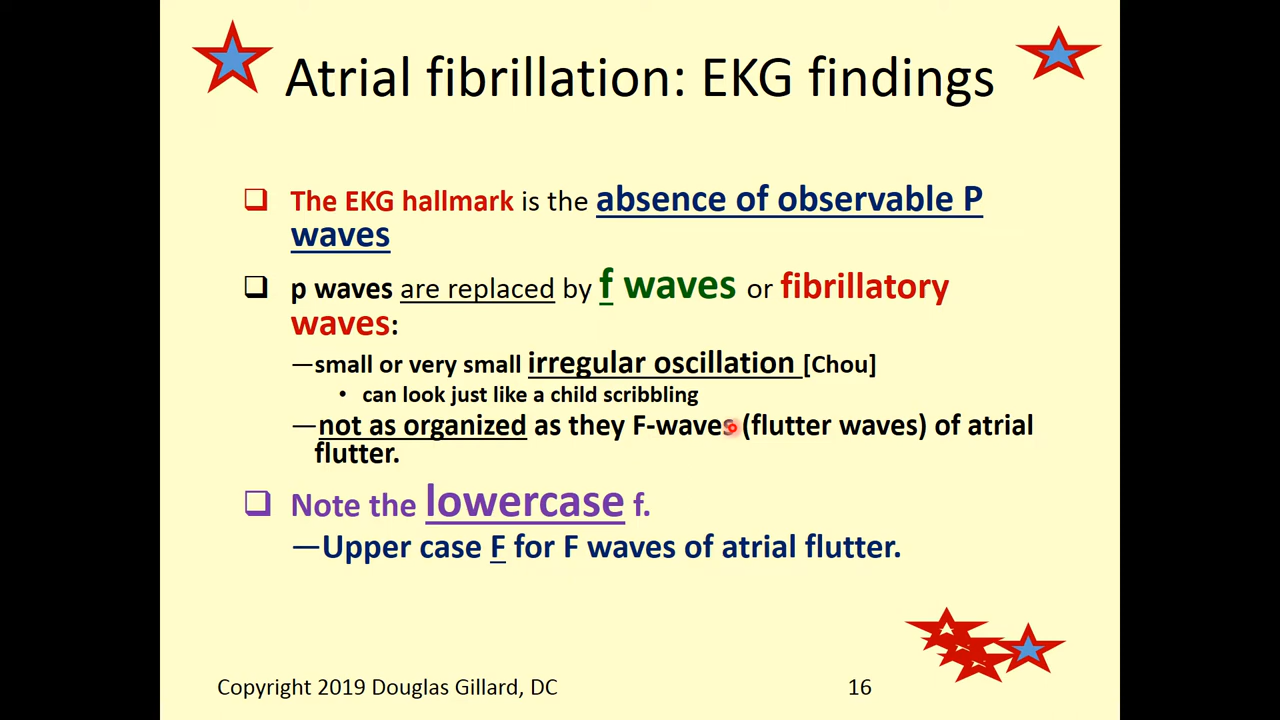 Atrial fibrillation: EKG findings
The EKG hallmark is the absence of observable P
waves
p waves are replaced by f waves or fibrillatory
waves:
—small or very small irregular oscillation [Chou]
• can look just like a child scribbling
—not as organized as they F-waves (flutter waves) of atrial
flutter.
Note the lowercase f.
—Upper case F for F waves of atrial flutter.
Copyright 2019 Douglas Gillard, DC
16